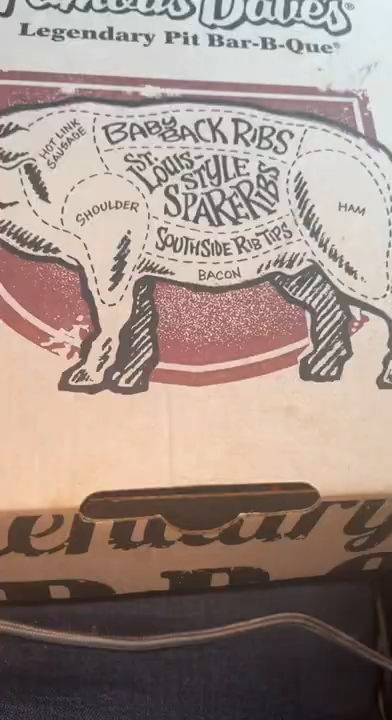 Famous Dave's®
Legendary Pit Bar-B-Que®
HOT LINK
SAUSAGE
BABY BACK RIBS
ST.
LOUIS-
STYLE
SPARERIBS
SHOULDER
HAM
SOUTHSIDE RIB TIPS
BACON